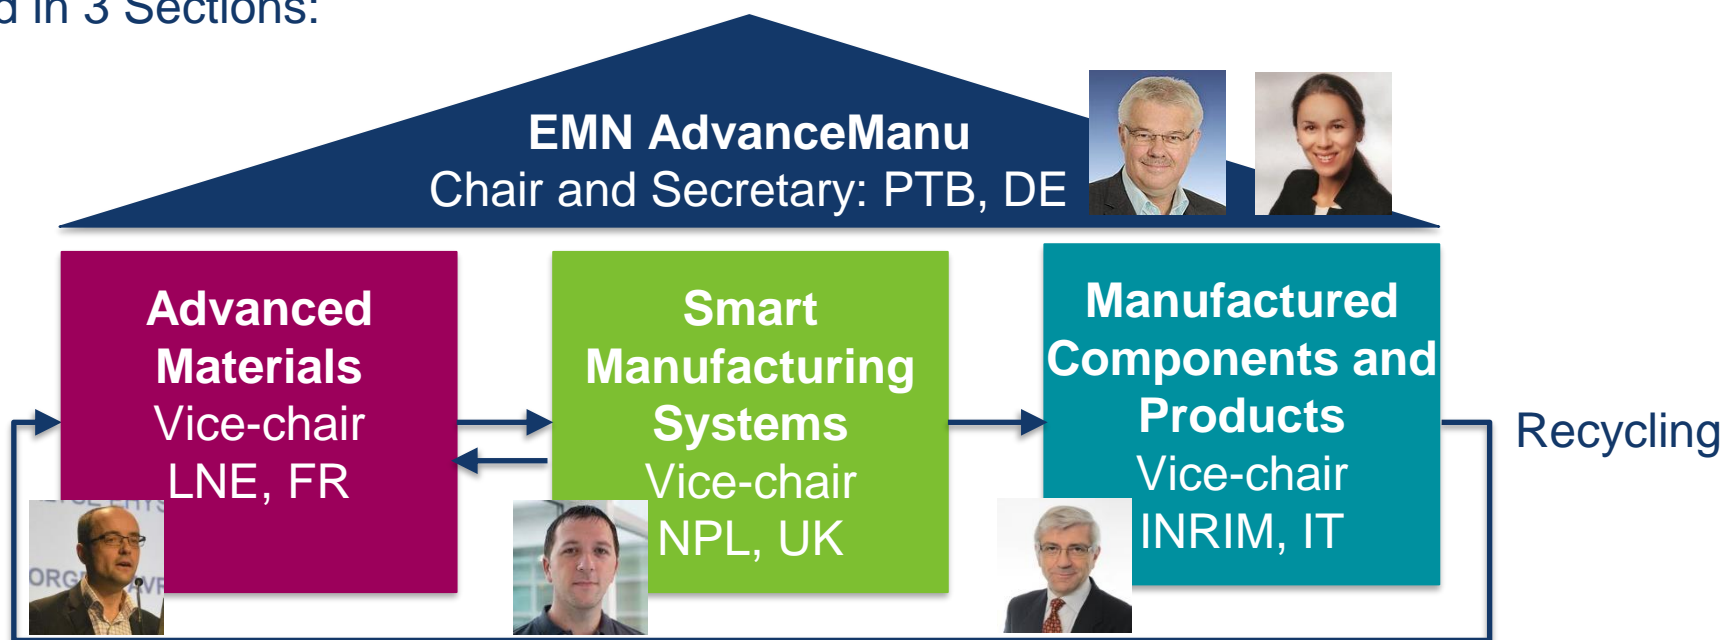 d in 3 Sections:
EMN AdvanceManu
Chair and Secretary: PTB, DE
Advanced
Materials
Vice-chair
LNE, FR
Smart
Manufacturing
Systems
Vice-chair
NPL, UK
Manufactured
Components and
Products
Vice-chair
INRIM, IT
Recycling